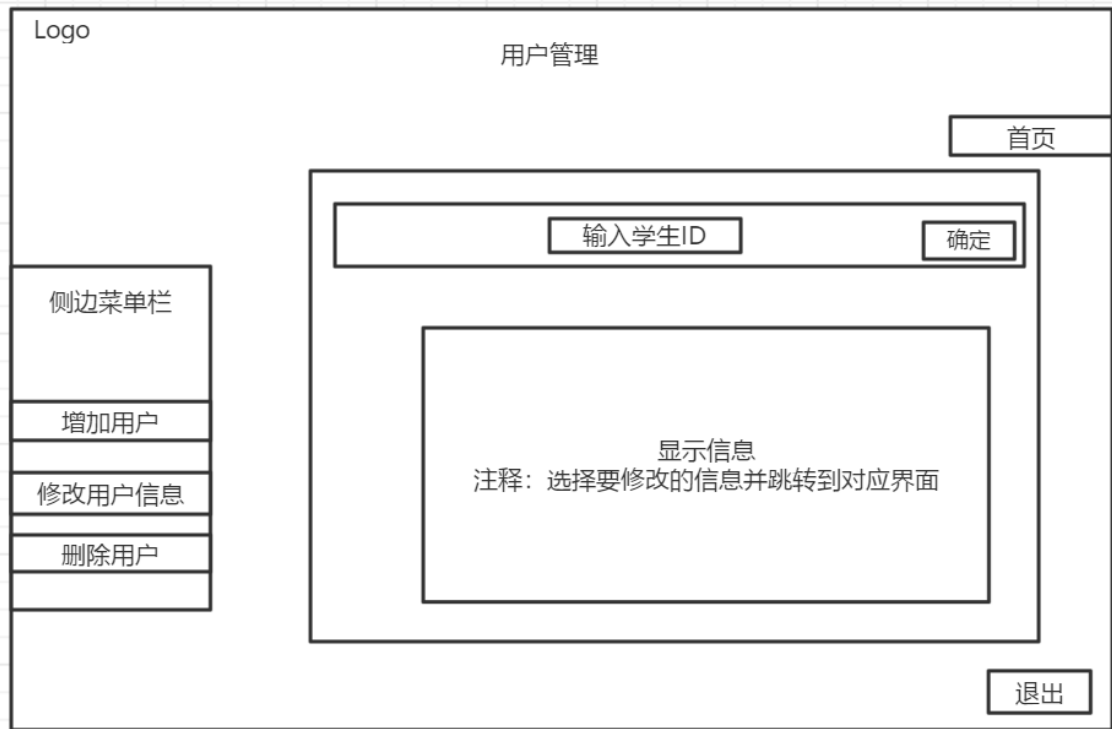 Logo
用户管理
首页
输入学生ID
确定
侧边菜单栏
增加用户
修改用户信息
删除用户
显示信息
注释：选择要修改的信息并跳转到对应界面
退出